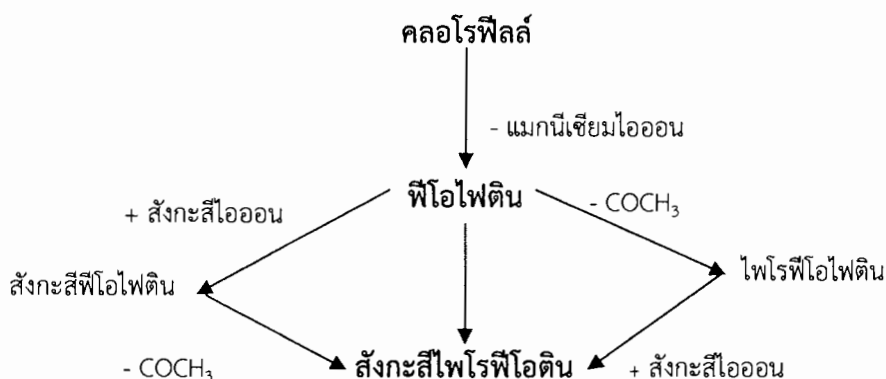 คลอโรฟีลล์
- แมกนีเซียมไอออน
ฟีโอไฟติน
+ สังกะสีไอออน
- COCH₃
สังกะสีฟีโอไฟติน
ไพโรฟีโอไฟติน
- COCH₃
สังกะสีไพโรฟีโอติน
+ สังกะสีไอออน